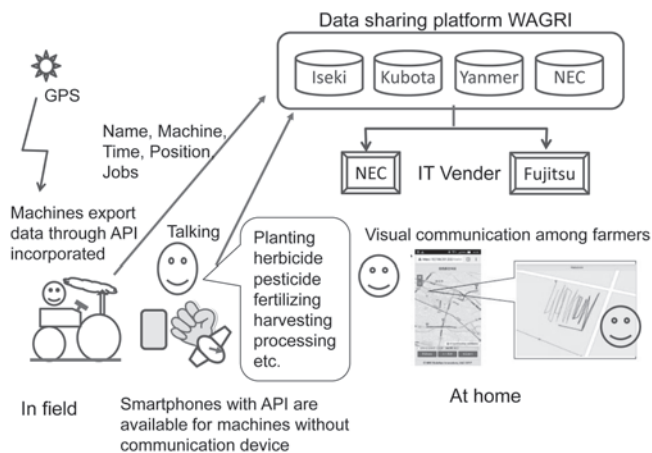 Data sharing platform WAGRI
Iseki
Kubota
Yanmer
NEC
GPS
Name, Machine,
Time, Position,
Jobs
NEC
IT Vender
Fujitsu
Machines export
data through API
incorporated
Talking
Planting
herbicide
pesticide
fertilizing
harvesting
processing
etc.
Visual communication among farmers
In field
Smartphones with API are
available for machines without
communication device
At home